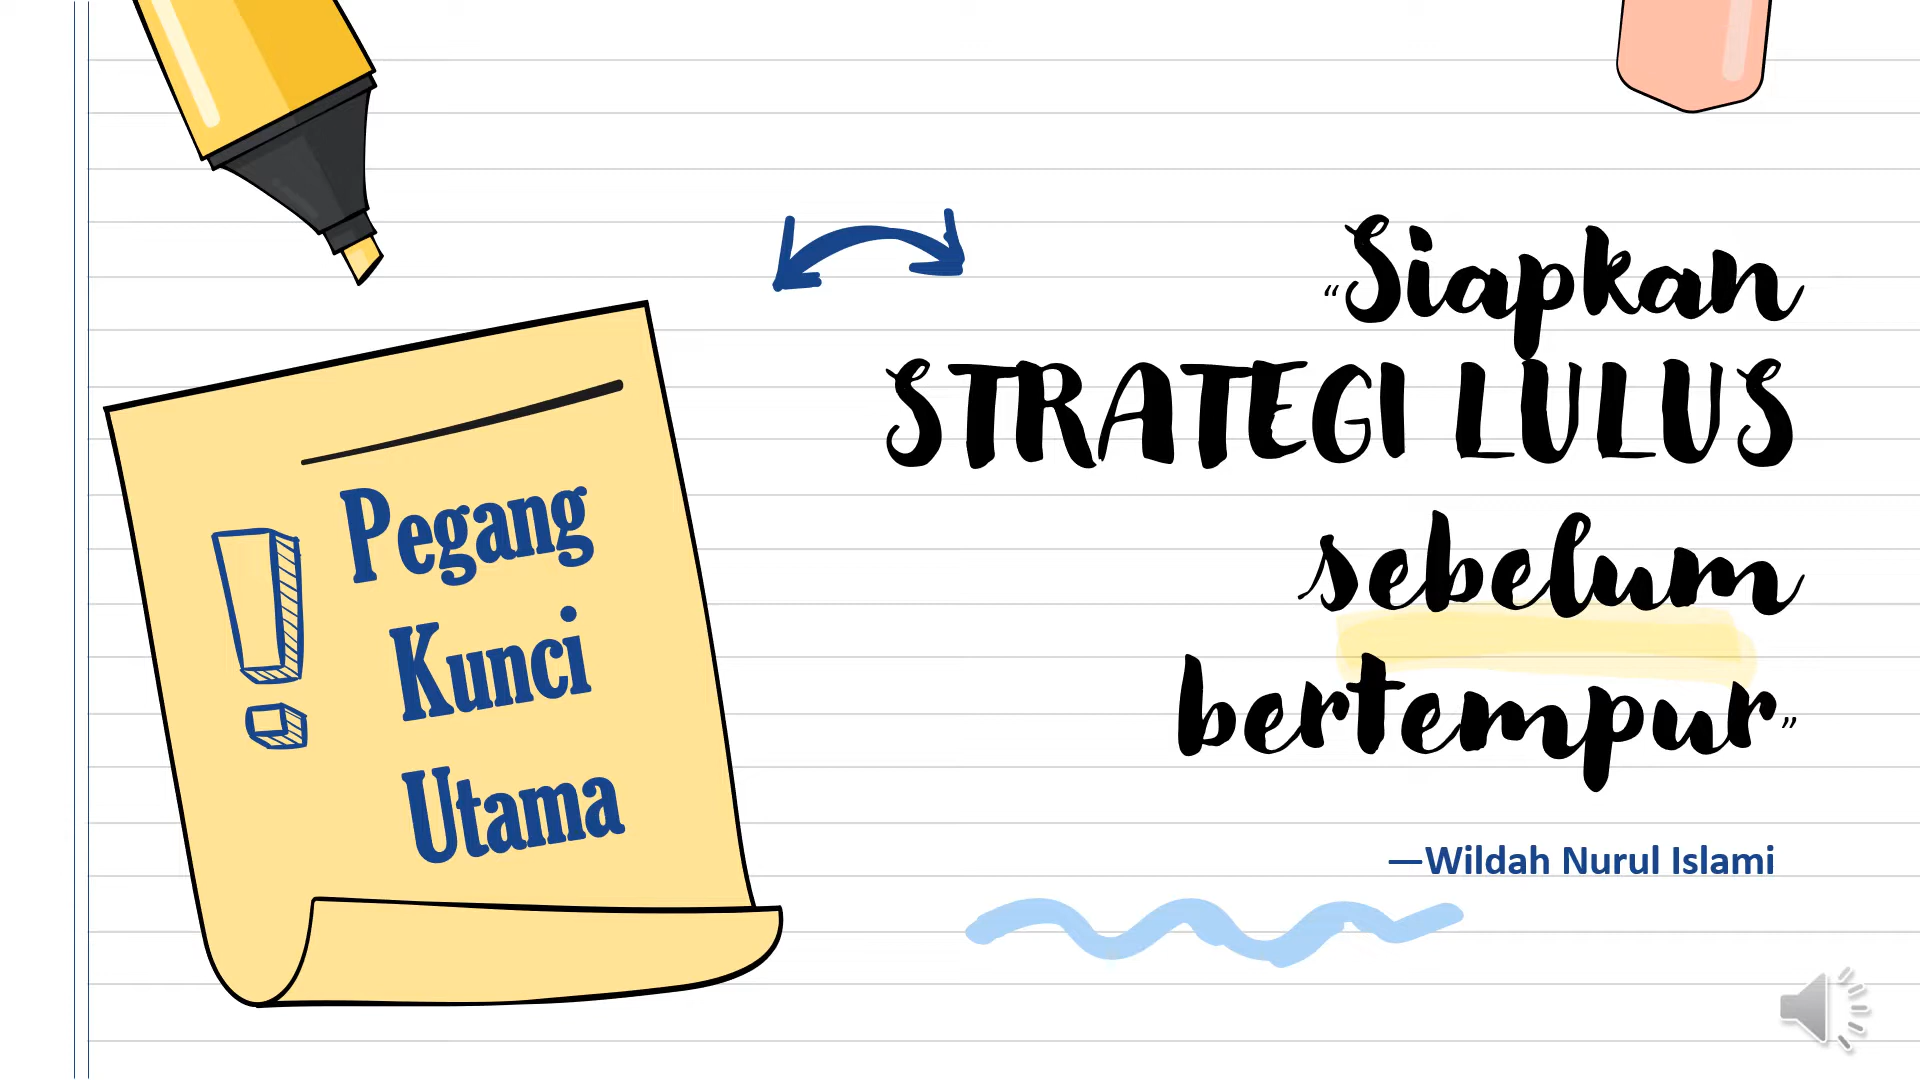 Pegang
Kunci
Utama
“Siapkan
STRATEGI LULUS
sebelum
bertempur”
—Wildah Nurul Islami